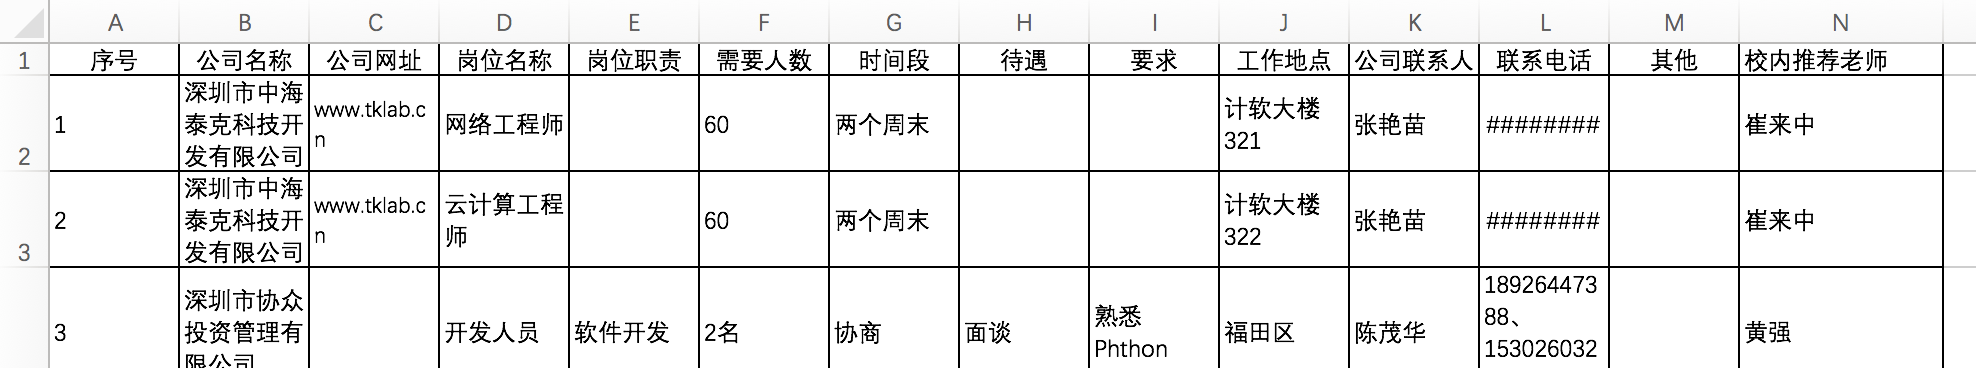 A B C D E F G H I J K L M N
1 序号 公司名称 公司网址 岗位名称 岗位职责 需要人数 时间段 待遇 要求 工作地点 公司联系人 联系电话 其他 校内推荐老师
2 1 深圳市中海泰克科技开发有限公司 www.tklab.cn 网络工程师 60 两个周末 计软大楼321 张艳苗 ######## 崔来中
3 2 深圳市中海泰克科技开发有限公司 www.tklab.cn 云计算工程师 60 两个周末 计软大楼322 张艳苗 ######## 崔来中
3 深圳市协众投资管理有限公司 开发人员 软件开发 2名 协商 面谈 熟悉Phthon 福田区 陈茂华 18926447388、153026032 黄强